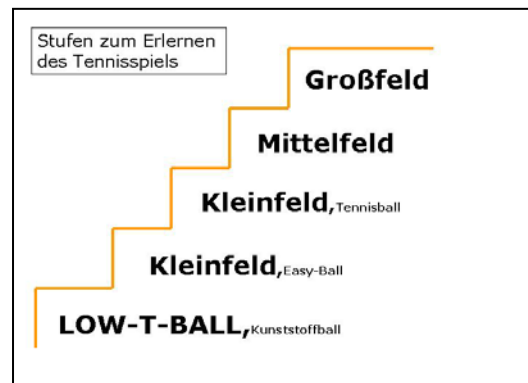 Stufen zum Erlernen
des Tennisspiels
Großfeld
Mittelfeld
Kleinfeld,Tennisball
Kleinfeld,Easy-Ball
LOW-T-BALL,Kunststoffball